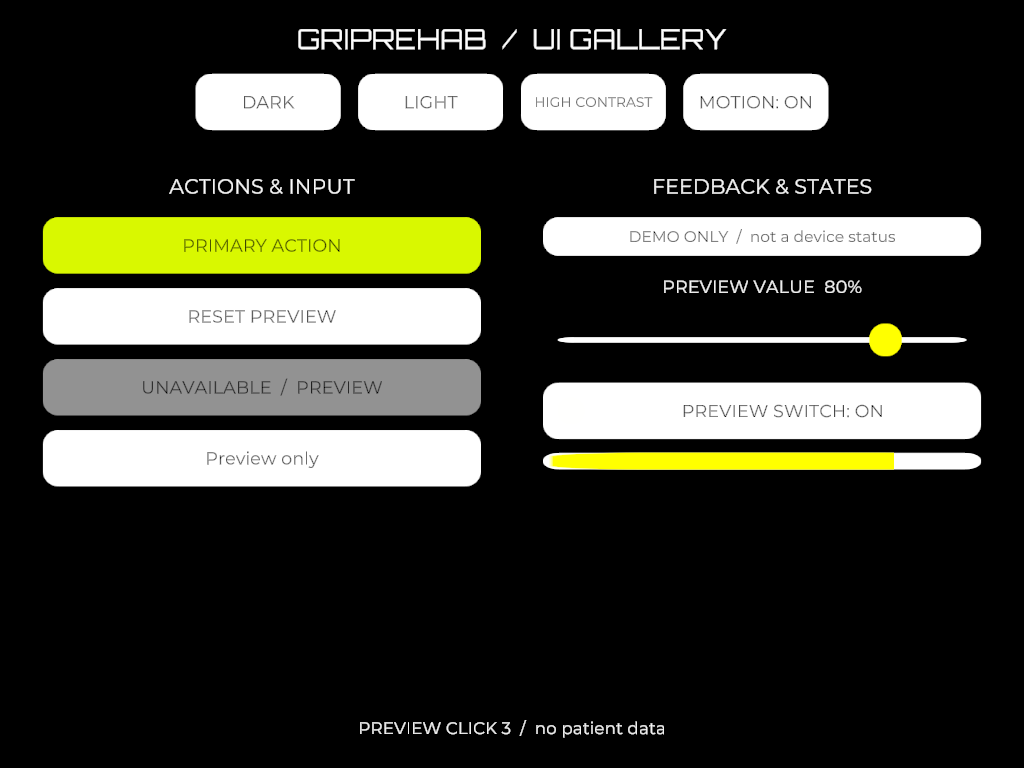 GRIPREHAB / UI GALLERY
DARK
LIGHT
HIGH CONTRAST
MOTION: ON
ACTIONS & INPUT
PRIMARY ACTION
RESET PREVIEW
UNAVAILABLE / PREVIEW
Preview only
FEEDBACK & STATES
DEMO ONLY / not a device status
PREVIEW VALUE 80%
PREVIEW SWITCH: ON
PREVIEW CLICK 3 / no patient data